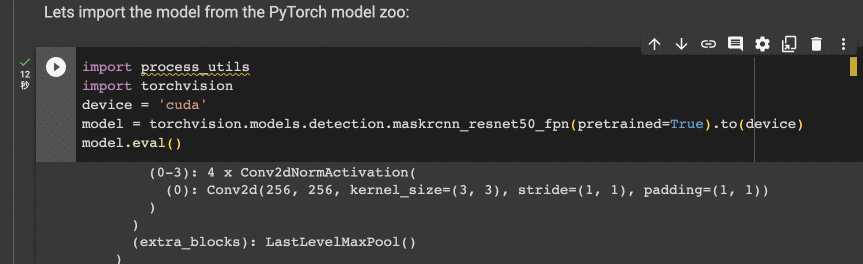 Lets import the model from the PyTorch model zoo:
12
秒
import process_utils
import torchvision
device = 'cuda'
model = torchvision.models.detection.maskrcnn_resnet50_fpn(pretrained=True).to(device)
model.eval()
(0-3): 4 x Conv2dNormActivation(
(0): Conv2d(256, 256, kernel_size=(3, 3), stride=(1, 1), padding=(1, 1))
)
)
(extra_blocks): LastLevelMaxPool()
)